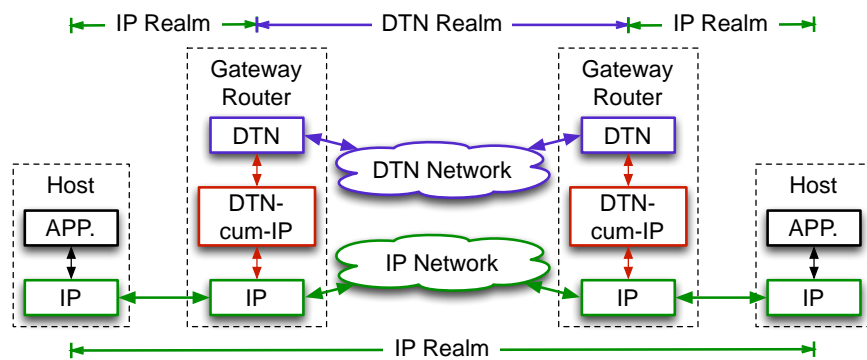 IP Realm DTN Realm IP Realm
Gateway
Router
Gateway
Router
DTN
DTN
DTN Network
Host
Host
DTN-
cum-IP
DTN-
cum-IP
APP.
APP.
IP Network
IP
IP
IP
IP
IP Realm